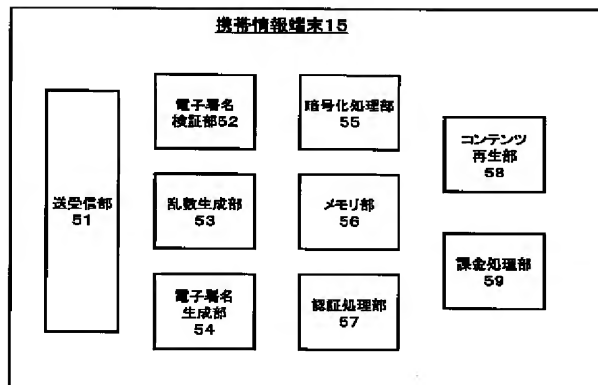 携帯情報端末15
送受信部
51
電子署名
検証部52
乱数生成部
53
電子署名
生成部
54
暗号化処理部
55
メモリ部
56
認証処理部
57
コンテンツ
再生部
58
課金処理部
59